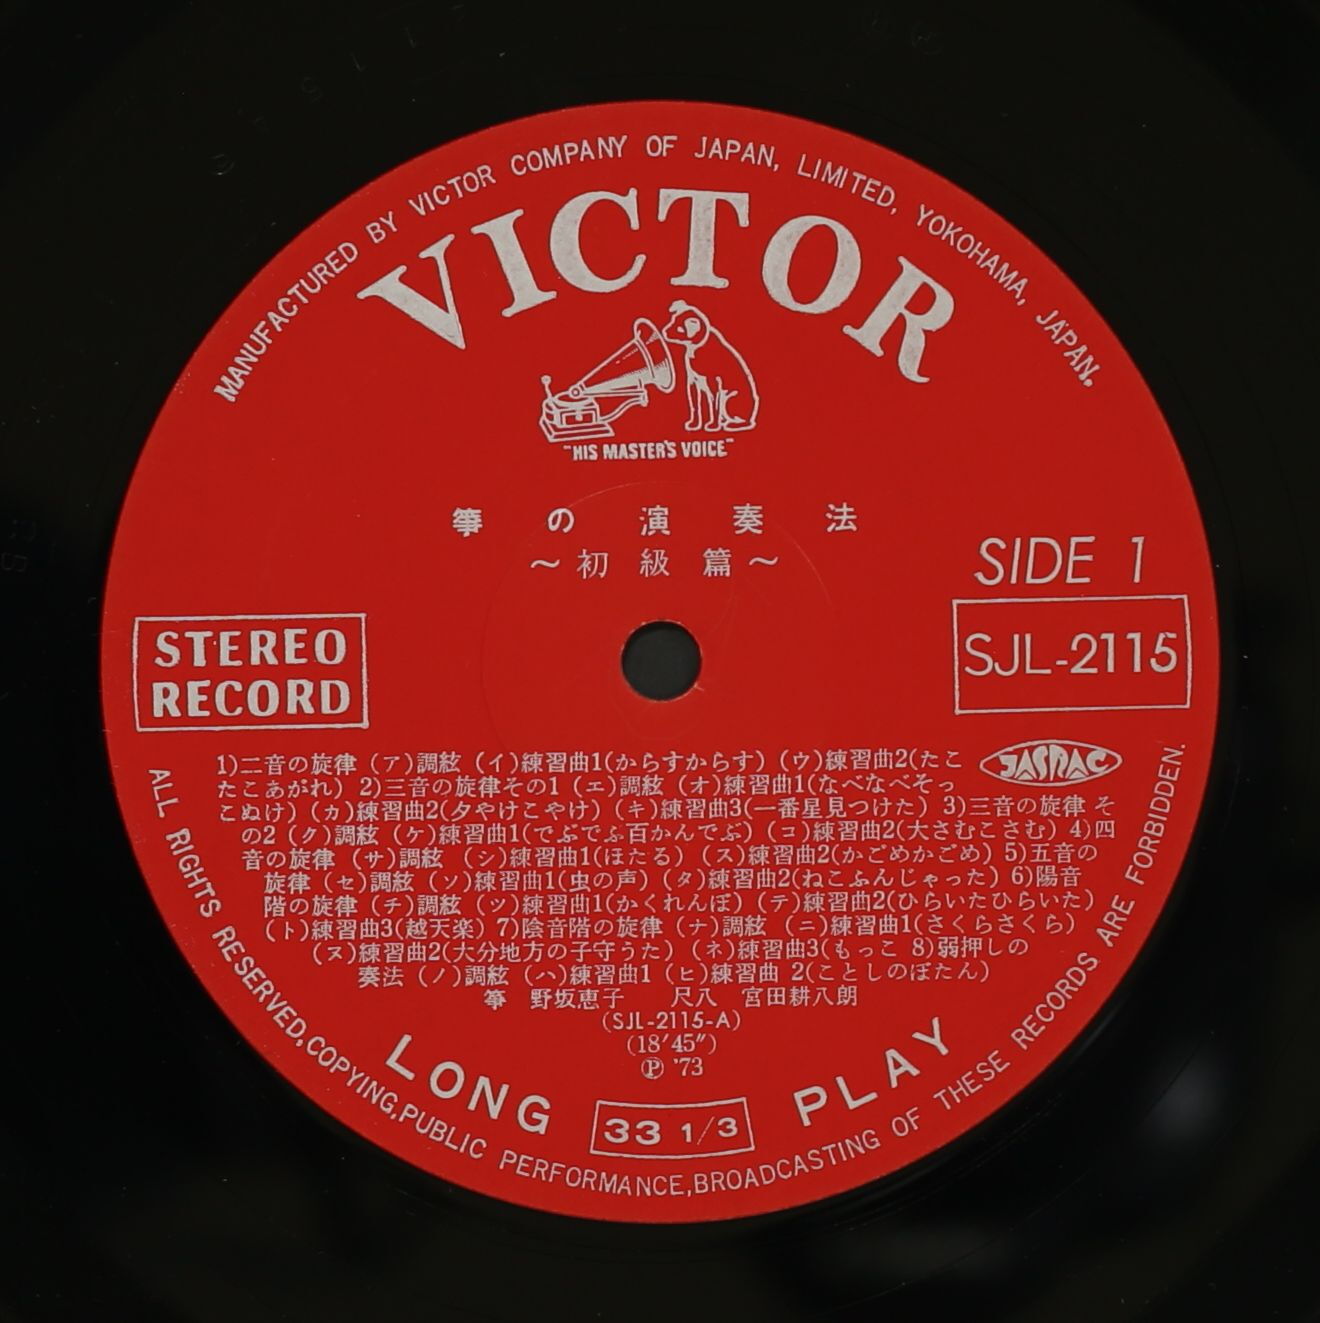 MANUFACTURED BY VICTOR COMPANY OF JAPAN, LIMITED, YOKOHAMA, JAPAN.
VICTOR
"HIS MASTER'S VOICE"
箏の演奏法
～初級篇～
SIDE 1
STEREO
RECORD
SJL-2115
JASRAC
1)二音の旋律（ア)調絃（イ)練習曲1(からすからす)（ウ)練習曲2(たこ
たこあがれ) 2)三音の旋律その1（エ)調絃（オ)練習曲1(なべなべそっ
こぬけ)（カ)練習曲2(夕やけこやけ)（キ)練習曲3(一番星見つけた) 3)三音の旋律 そ
の2（ク)調絃（ケ)練習曲1(でぶでぶ百かんでぶ)（コ)練習曲2(大さむこさむ) 4)四
音の旋律（サ)調絃（シ)練習曲1(ほたる)（ス)練習曲2(かごめかごめ) 5)五音の
旋律（セ)調絃（ソ)練習曲1(虫の声)（タ)練習曲2(ねこふんじゃった) 6)陽音
階の旋律（チ)調絃（ツ)練習曲1(かくれんぼ)（テ)練習曲2(ひらいたひらいた)
（ト)練習曲3(越天楽) 7)陰音階の旋律（ナ)調絃（ニ)練習曲1(さくらさくら)
（ヌ)練習曲2(大分地方の子守うた)（ネ)練習曲3(もっこ 8)弱押しの
奏法（ノ)調絃（ハ)練習曲1（ヒ)練習曲 2(ことしのぼたん)
箏 野坂恵子 尺八 宮田耕八朗
(SJL-2115-A)
(18′45″)
Ⓟ '73
LONG PLAY
33 1/3
ALL RIGHTS RESERVED,COPYING,PUBLIC PERFORMANCE,BROADCASTING OF THESE RECORDS ARE FORBIDDEN.